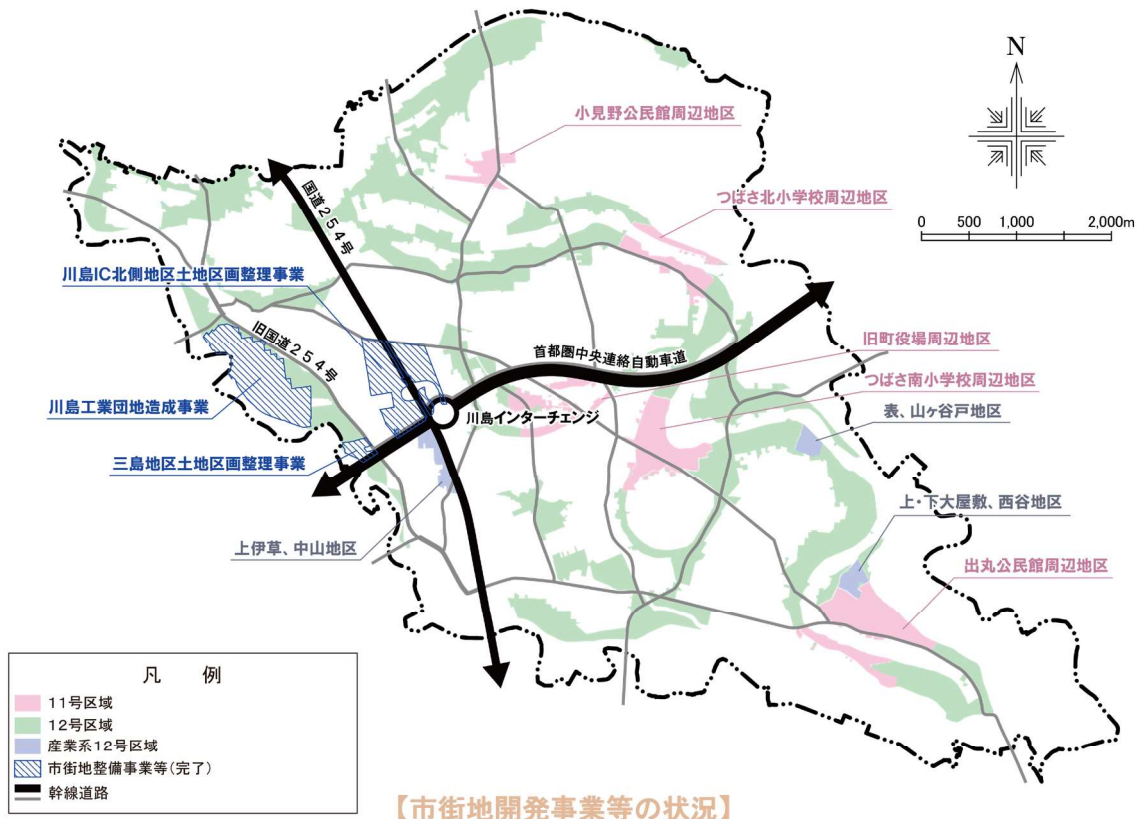 N
小見野公民館周辺地区
つばさ北小学校周辺地区
0 500 1,000 2,000m
国道254号
川島IC北側地区土地区画整理事業
旧国道254号
首都圏中央連絡自動車道
旧町役場周辺地区
つばさ南小学校周辺地区
川島工業団地造成事業
川島インターチェンジ
表、山ヶ谷戸地区
三島地区土地区画整理事業
上・下大屋敷、西谷地区
上伊草、中山地区
出丸公民館周辺地区
凡 例
11号区域
12号区域
産業系12号区域
市街地整備事業等(完了)
幹線道路
【市街地開発事業等の状況】